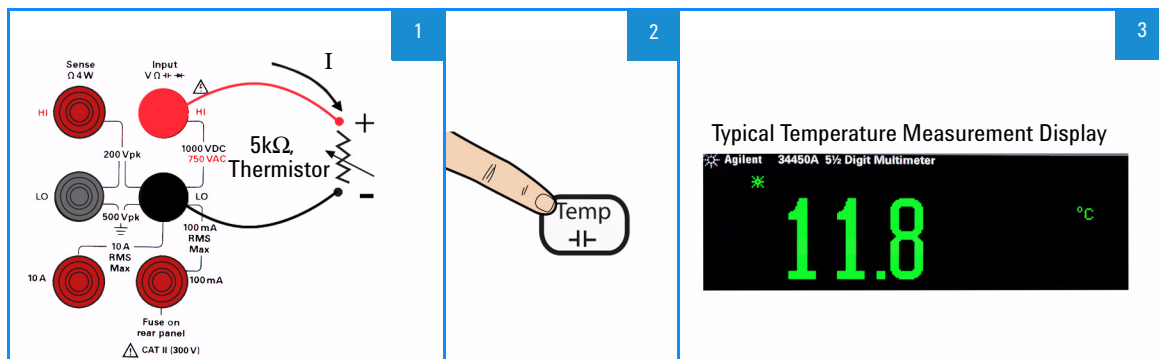 1
Sense
Ω 4 W
Input
V Ω
HI
HI
I
+
200 Vpk
1000 VDC
750 VAC
5kΩ,
Thermistor
LO
LO
-
500 Vpk
100 mA
RMS
Max
10 A
RMS
Max
10 A
100 mA
Fuse on
rear panel
CAT II (300 V)
2
Temp
3
Typical Temperature Measurement Display
Agilent 34450A 5½ Digit Multimeter
11.8 °C